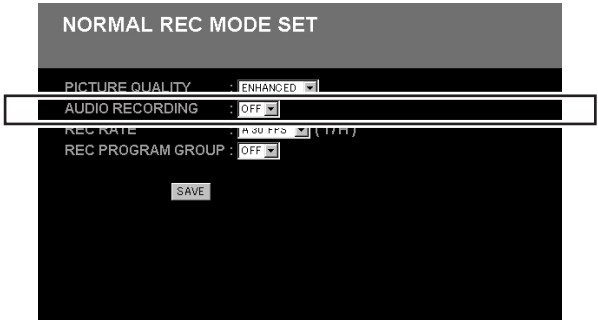 NORMAL REC MODE SET
PICTURE QUALITY : ENHANCED
AUDIO RECORDING : OFF
REC RATE : A 30 FPS ( 17H )
REC PROGRAM GROUP : OFF
SAVE